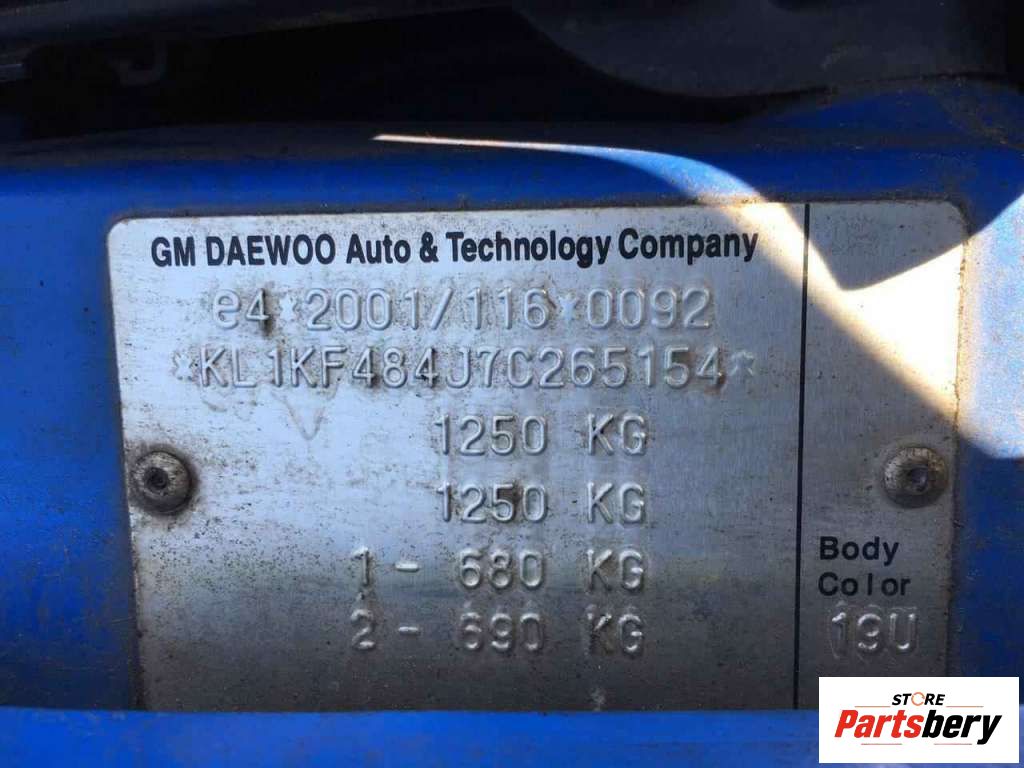 GM DAEWOO Auto & Technology Company
e4*2001/116*0092
*KL1KF484J7C265154*
1250 KG
1250 KG
1 - 680 KG
2 - 690 KG
Body
Color
19U
STORE
Partsbery